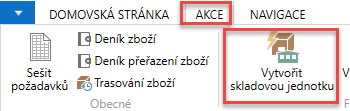 DOMOVSKÁ STRÁNKA AKCE NAVIGACE
Sešit požadavků
Deník zboží
Deník přeřazení zboží
Trasování zboží
Vytvořit skladovou jednotku
Obecné